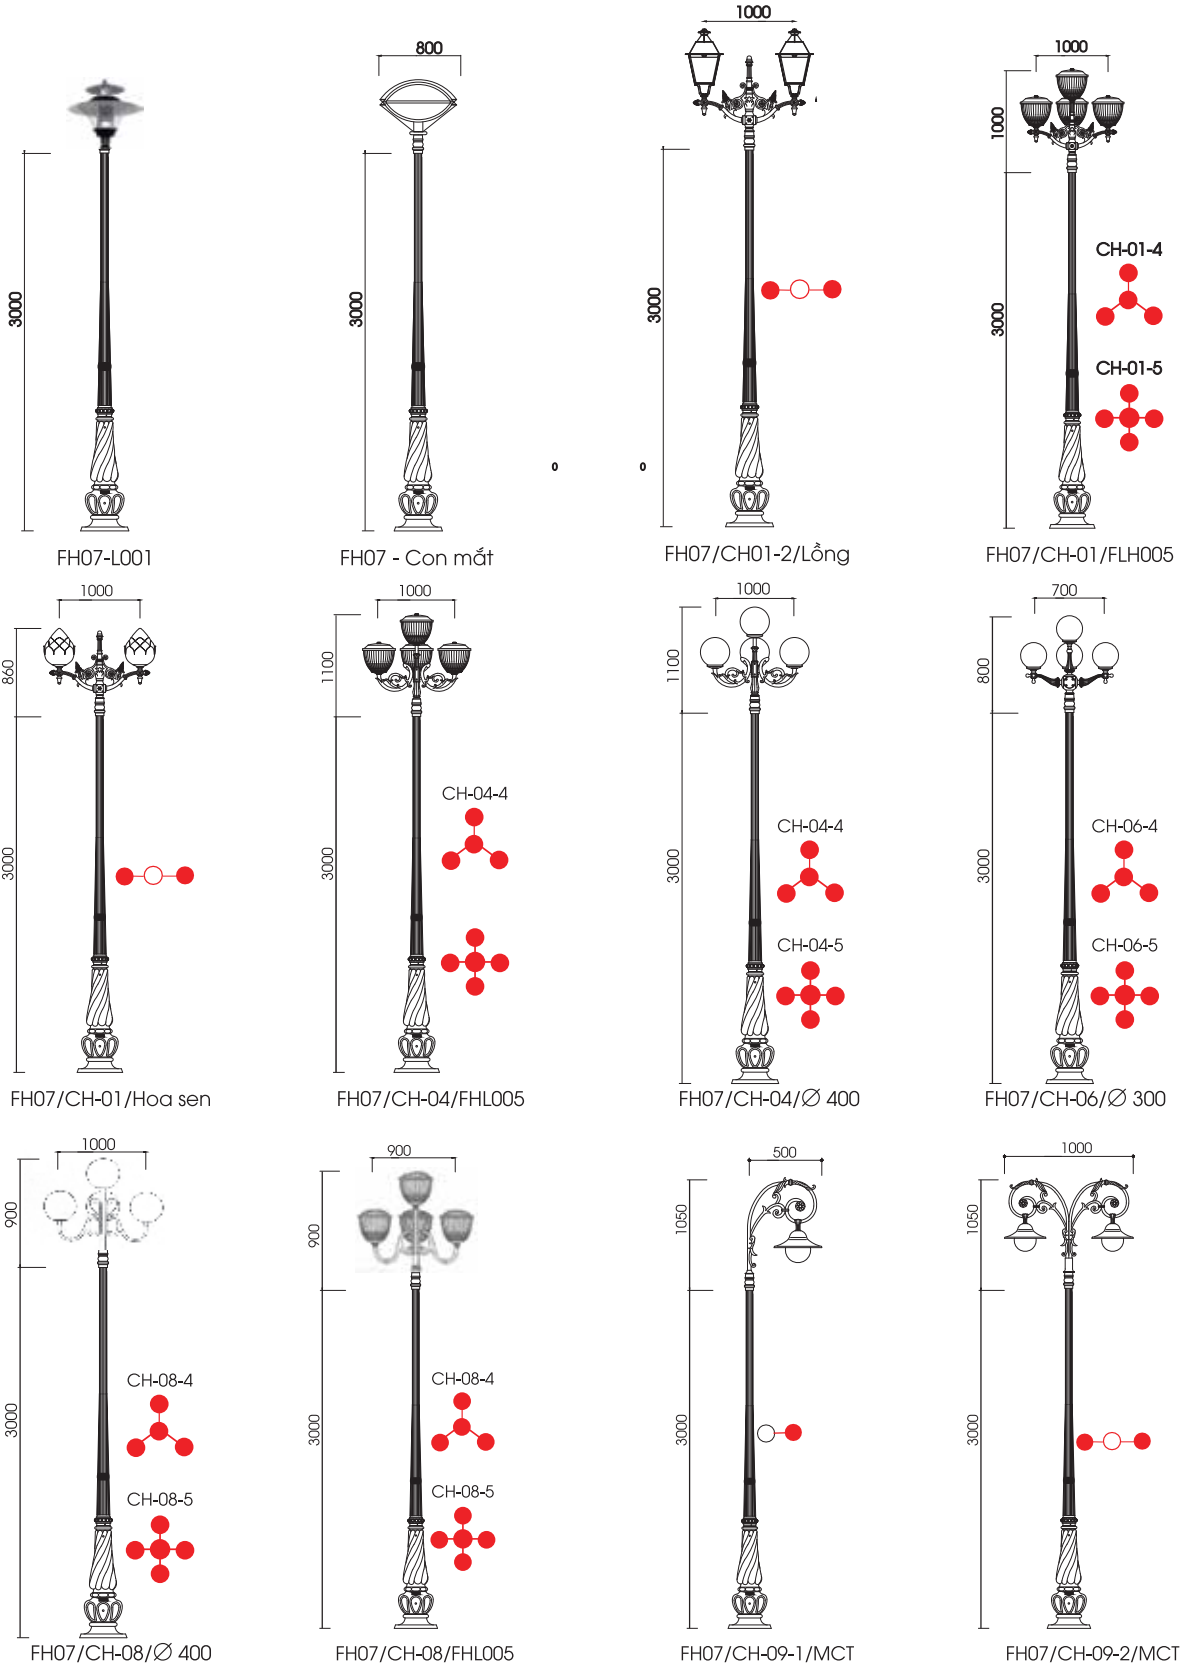 3000
FH07-L001
800
3000
FH07 - Con mắt
1000
3000
FH07/CH01-2/Lồng
0
0
1000
1000
3000
CH-01-4
CH-01-5
FH07/CH-01/FLH005
1000
860
3000
FH07/CH-01/Hoa sen
1000
1100
3000
CH-04-4
FH07/CH-04/FHL005
1000
1100
3000
CH-04-4
CH-04-5
FH07/CH-04/Ø 400
700
800
3000
CH-06-4
CH-06-5
FH07/CH-06/Ø 300
1000
900
3000
CH-08-4
CH-08-5
FH07/CH-08/Ø 400
900
900
3000
CH-08-4
CH-08-5
FH07/CH-08/FHL005
500
1050
3000
FH07/CH-09-1/MCT
1000
1050
3000
FH07/CH-09-2/MCT